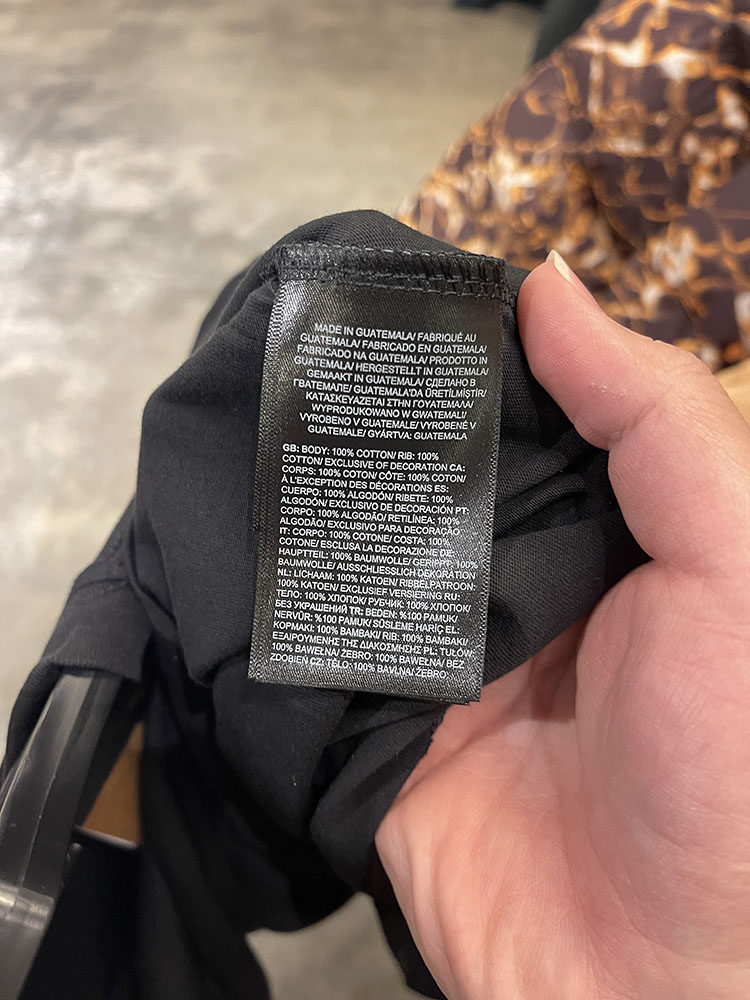 MADE IN GUATEMALA/ FABRIQUÉ AU
GUATEMALA/ FABRICADO EN GUATEMALA/
FABRICADO NA GUATEMALA/ PRODOTTO IN
GUATEMALA/ HERGESTELLT IN GUATEMALA/
GEMAAKT IN GUATEMALA/ СДЕЛАНО В
ГВАТЕМАЛЕ/ GUATEMALA'DA ÜRETİLMİŞTİR/
ΚΑΤΑΣΚΕΥΑΖΕΤΑΙ ΣΤΗΝ ΓΟΥΑΤΕΜΑΛΑ/
WYPRODUKOWANO W GWATEMALI/
VYROBENO V GUATEMALE/ VYROBENÉ V
GUATEMALE/ GYÁRTVA: GUATEMALA
GB: BODY: 100% COTTON/ RIB: 100%
COTTON/ EXCLUSIVE OF DECORATION CA:
CORPS: 100% COTON/ CÔTE: 100% COTON/
À L'EXCEPTION DES DÉCORATIONS ES:
CUERPO: 100% ALGODÓN/ RIBETE: 100%
ALGODÓN/ EXCLUSIVO DE DECORACIÓN PT:
CORPO: 100% ALGODÃO/ RETILÍNEA: 100%
ALGODÃO/ EXCLUSIVO PARA DECORAÇÃO
IT: CORPO: 100% COTONE/ COSTA: 100%
COTONE/ ESCLUSA LA DECORAZIONE DE:
HAUPTTEIL: 100% BAUMWOLLE/ GERIPPT: 100%
BAUMWOLLE/ AUSSCHLIESSLICH DEKORATION
NL: LICHAAM: 100% KATOEN/ RIBBELPATROON:
100% KATOEN/ EXCLUSIEF VERSIERING RU:
ТЕЛО: 100% ХЛОПОК/ РУБЧИК: 100% ХЛОПОК/
БЕЗ УКРАШЕНИЙ TR: BEDEN: %100 PAMUK/
NERVÜR: %100 PAMUK/ SÜSLEME HARİÇ EL:
ΚΟΡΜΑΚΙ: 100% ΒΑΜΒΑΚΙ/ RIB: 100% ΒΑΜΒΑΚΙ/
ΕΞΑΙΡΟΥΜΕΝΗΣ ΤΗΣ ΔΙΑΚΟΣΜΗΣΗΣ PL: TUŁÓW:
100% BAWEŁNA/ ŻEBRO: 100% BAWEŁNA/ BEZ
ZDOBIEŃ CZ: TĚLO: 100% BAVLNA/ ŽEBRO: